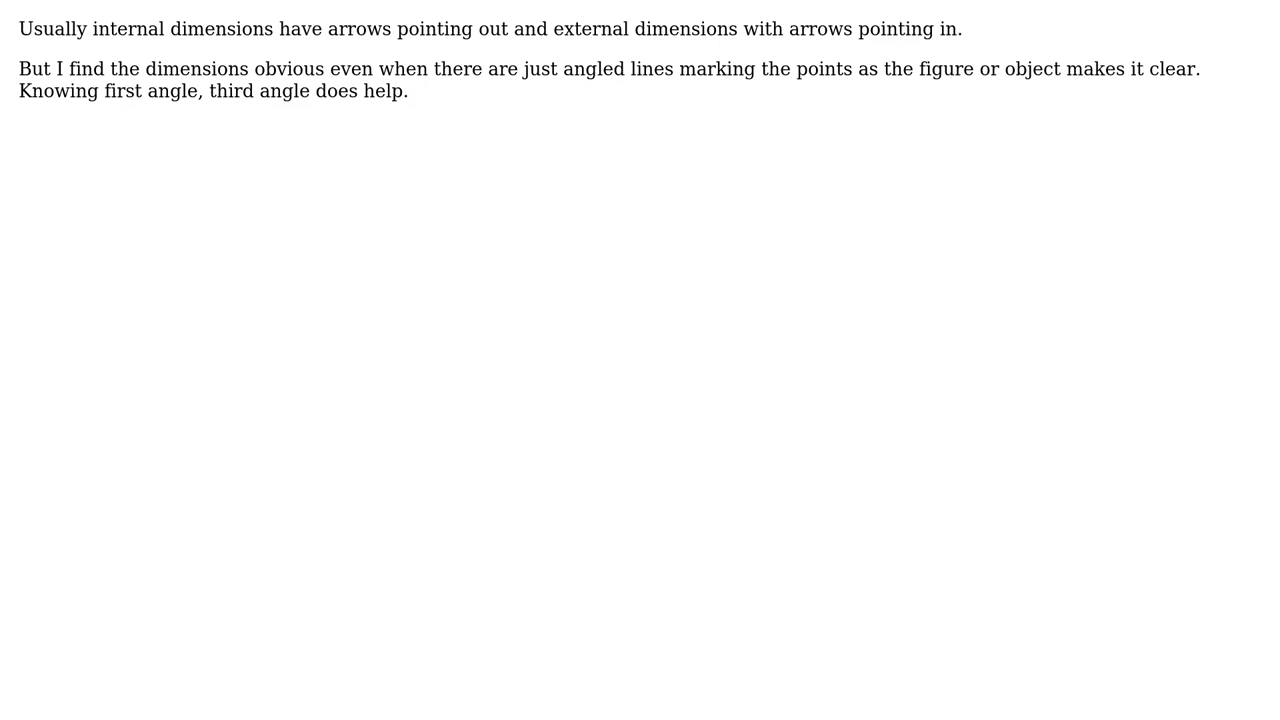 Usually internal dimensions have arrows pointing out and external dimensions with arrows pointing in.
But I find the dimensions obvious even when there are just angled lines marking the points as the figure or object makes it clear.
Knowing first angle, third angle does help.